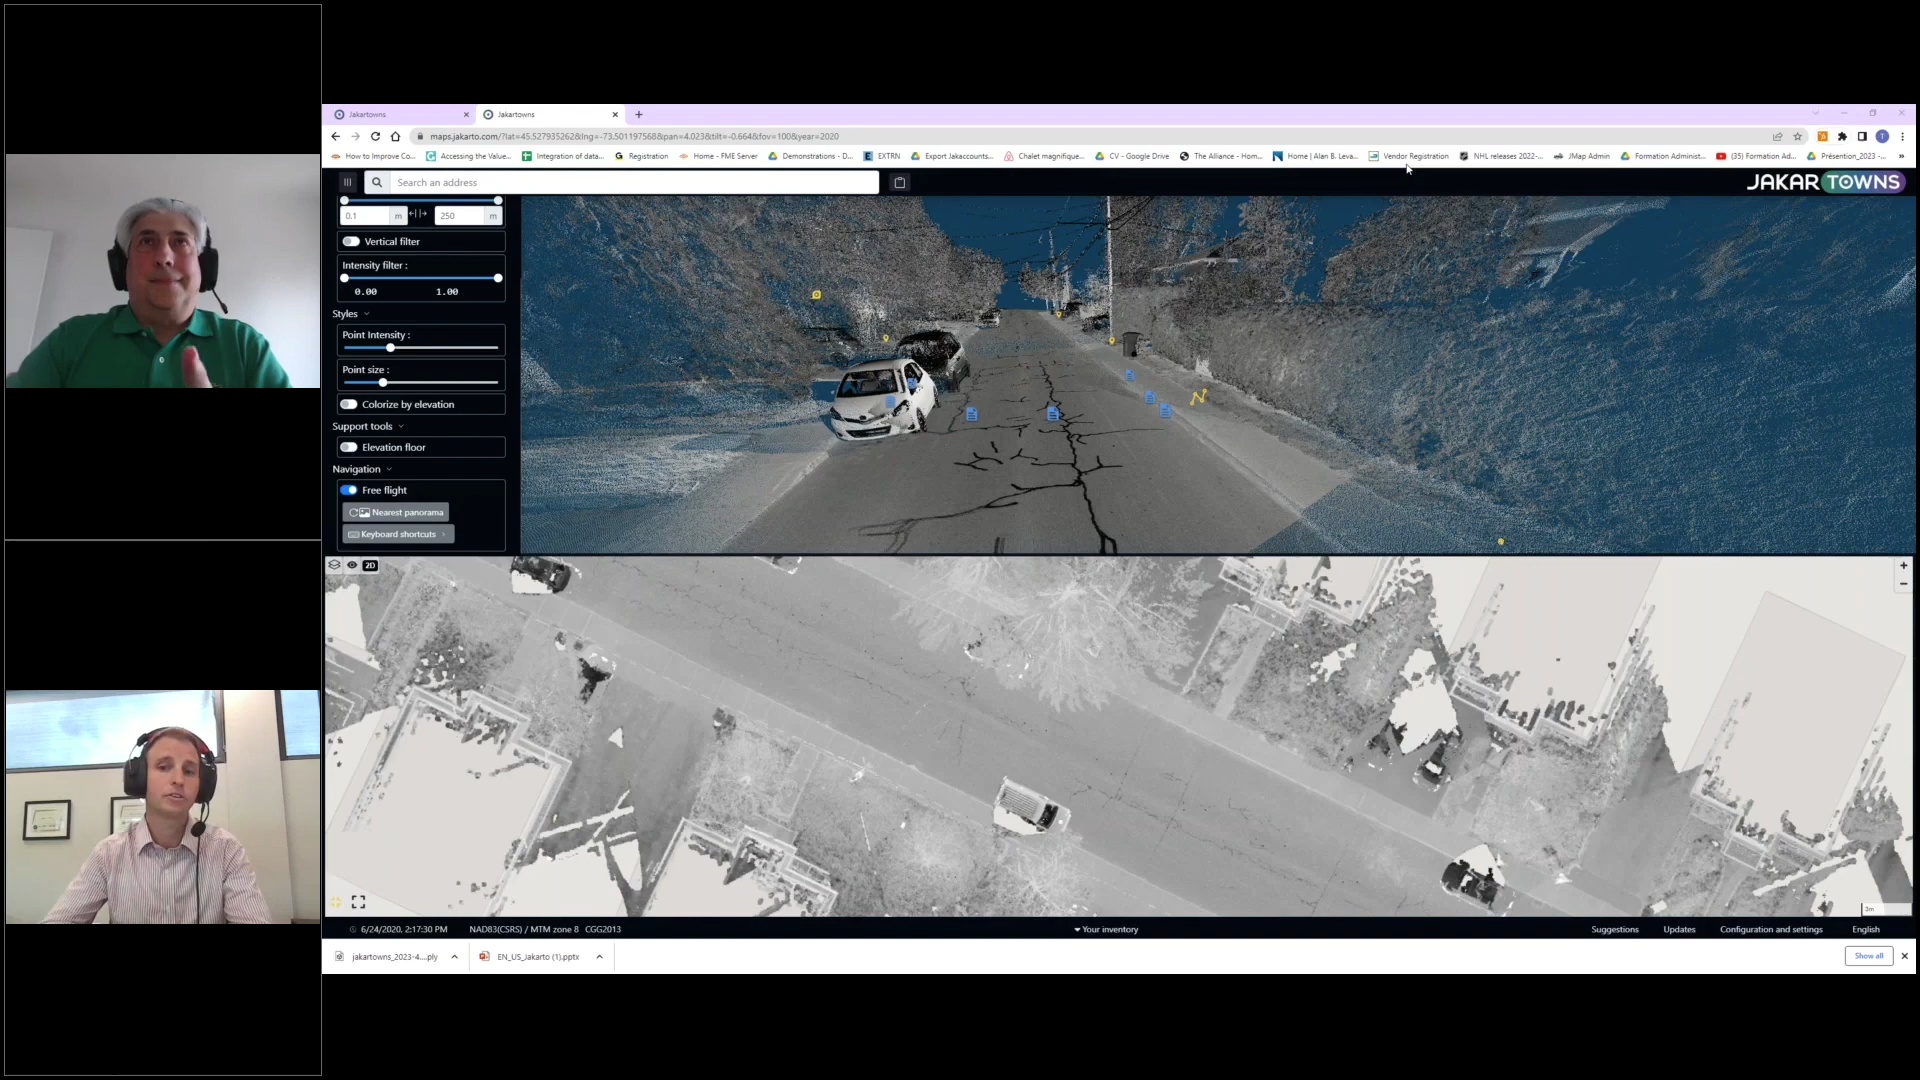 Jakartowns
Jakartowns
maps.jakarto.com/?lat=45.527935262&lng=-73.501197568&pan=4.023&tilt=-0.664&fov=100&year=2020
How to Improve Co... Accessing the Value... Integration of data... Registration Home - FME Server Demonstrations - D... EXTRN Export Jakaccounts... Chalet magnifique... CV - Google Drive The Alliance - Hom... Home | Alan B. Leva... Vendor Registration NHL releases 2022-... JMap Admin Formation Administ... (35) Formation Ad... Présention_2023 -... »
Search an address
JAKARTOWNS
0.1 m 250 m
Vertical filter
Intensity filter :
0.00 1.00
Styles
Point Intensity :
Point size :
Colorize by elevation
Support tools
Elevation floor
Navigation
Free flight
Nearest panorama
Keyboard shortcuts
2D
3m
6/24/2020, 2:17:30 PM NAD83(CSRS) / MTM zone 8 CGG2013 Your inventory Suggestions Updates Configuration and settings English
jakartowns_2023-4....ply EN_US_Jakarto (1).pptx Show all